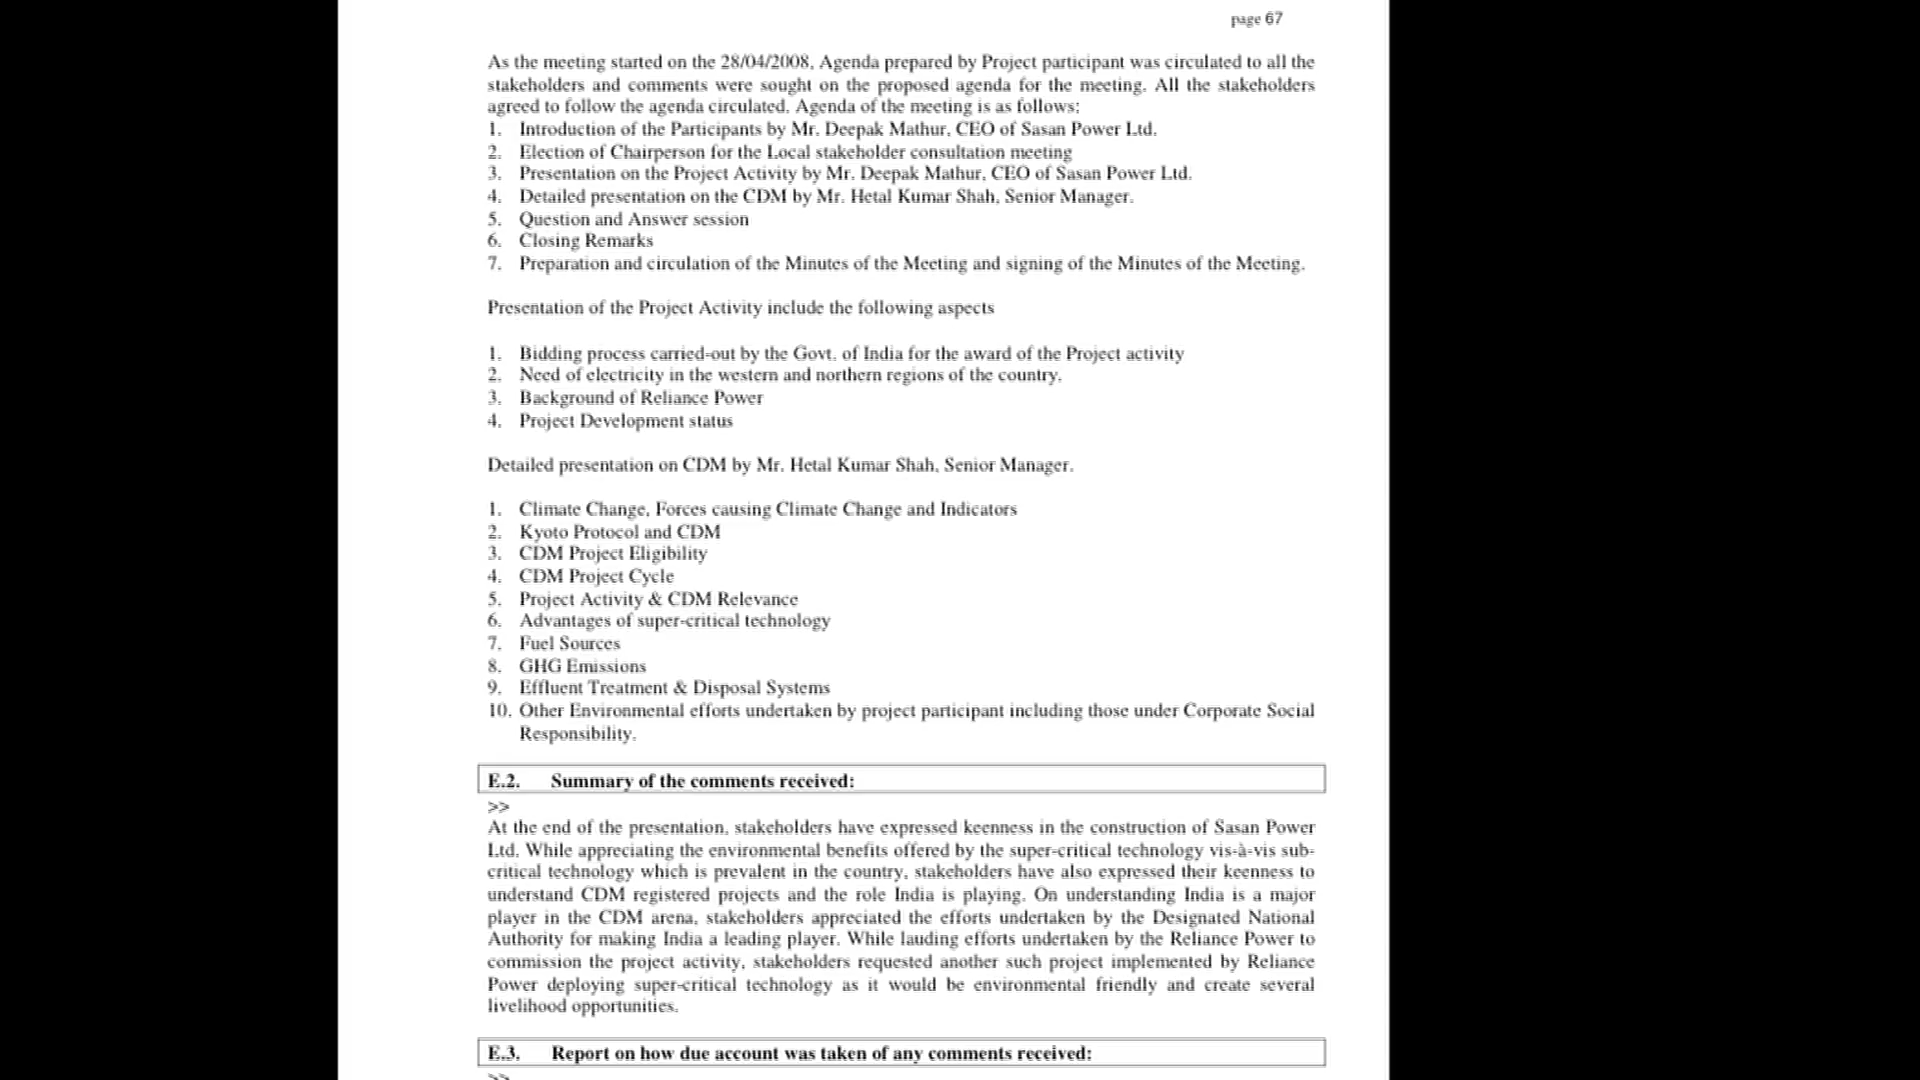 page 67
As the meeting started on the 28/04/2008, Agenda prepared by Project participant was circulated to all the
stakeholders and comments were sought on the proposed agenda for the meeting. All the stakeholders
agreed to follow the agenda circulated. Agenda of the meeting is as follows:
1. Introduction of the Participants by Mr. Deepak Mathur, CEO of Sasan Power Ltd.
2. Election of Chairperson for the Local stakeholder consultation meeting
3. Presentation on the Project Activity by Mr. Deepak Mathur, CEO of Sasan Power Ltd.
4. Detailed presentation on the CDM by Mr. Hetal Kumar Shah, Senior Manager.
5. Question and Answer session
6. Closing Remarks
7. Preparation and circulation of the Minutes of the Meeting and signing of the Minutes of the Meeting.
Presentation of the Project Activity include the following aspects
1. Bidding process carried-out by the Govt. of India for the award of the Project activity
2. Need of electricity in the western and northern regions of the country.
3. Background of Reliance Power
4. Project Development status
Detailed presentation on CDM by Mr. Hetal Kumar Shah, Senior Manager.
1. Climate Change, Forces causing Climate Change and Indicators
2. Kyoto Protocol and CDM
3. CDM Project Eligibility
4. CDM Project Cycle
5. Project Activity & CDM Relevance
6. Advantages of super-critical technology
7. Fuel Sources
8. GHG Emissions
9. Effluent Treatment & Disposal Systems
10. Other Environmental efforts undertaken by project participant including those under Corporate Social
Responsibility.
E.2. Summary of the comments received:
>>
At the end of the presentation, stakeholders have expressed keenness in the construction of Sasan Power
Ltd. While appreciating the environmental benefits offered by the super-critical technology vis-à-vis sub-
critical technology which is prevalent in the country, stakeholders have also expressed their keenness to
understand CDM registered projects and the role India is playing. On understanding India is a major
player in the CDM arena, stakeholders appreciated the efforts undertaken by the Designated National
Authority for making India a leading player. While lauding efforts undertaken by the Reliance Power to
commission the project activity, stakeholders requested another such project implemented by Reliance
Power deploying super-critical technology as it would be environmental friendly and create several
livelihood opportunities.
E.3. Report on how due account was taken of any comments received:
>>